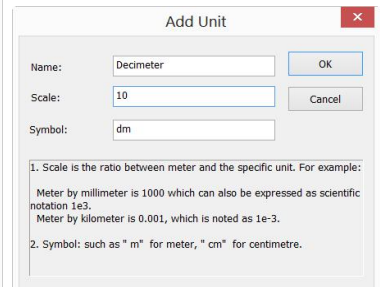 Add Unit
Name:
Decimeter
OK
Scale:
10
Cancel
Symbol:
dm
1. Scale is the ratio between meter and the specific unit. For example:
Meter by millimeter is 1000 which can also be expressed as scientific
notation 1e3.
Meter by kilometer is 0.001, which is noted as 1e-3.
2. Symbol: such as " m" for meter, " cm" for centimetre.